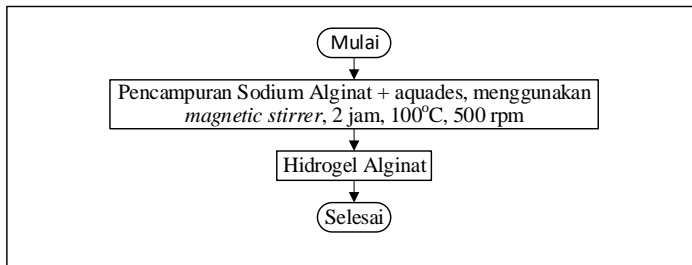 Mulai
Pencampuran Sodium Alginat + aquades, menggunakan
magnetic stirrer, 2 jam, 100°C, 500 rpm
Hidrogel Alginat
Selesai